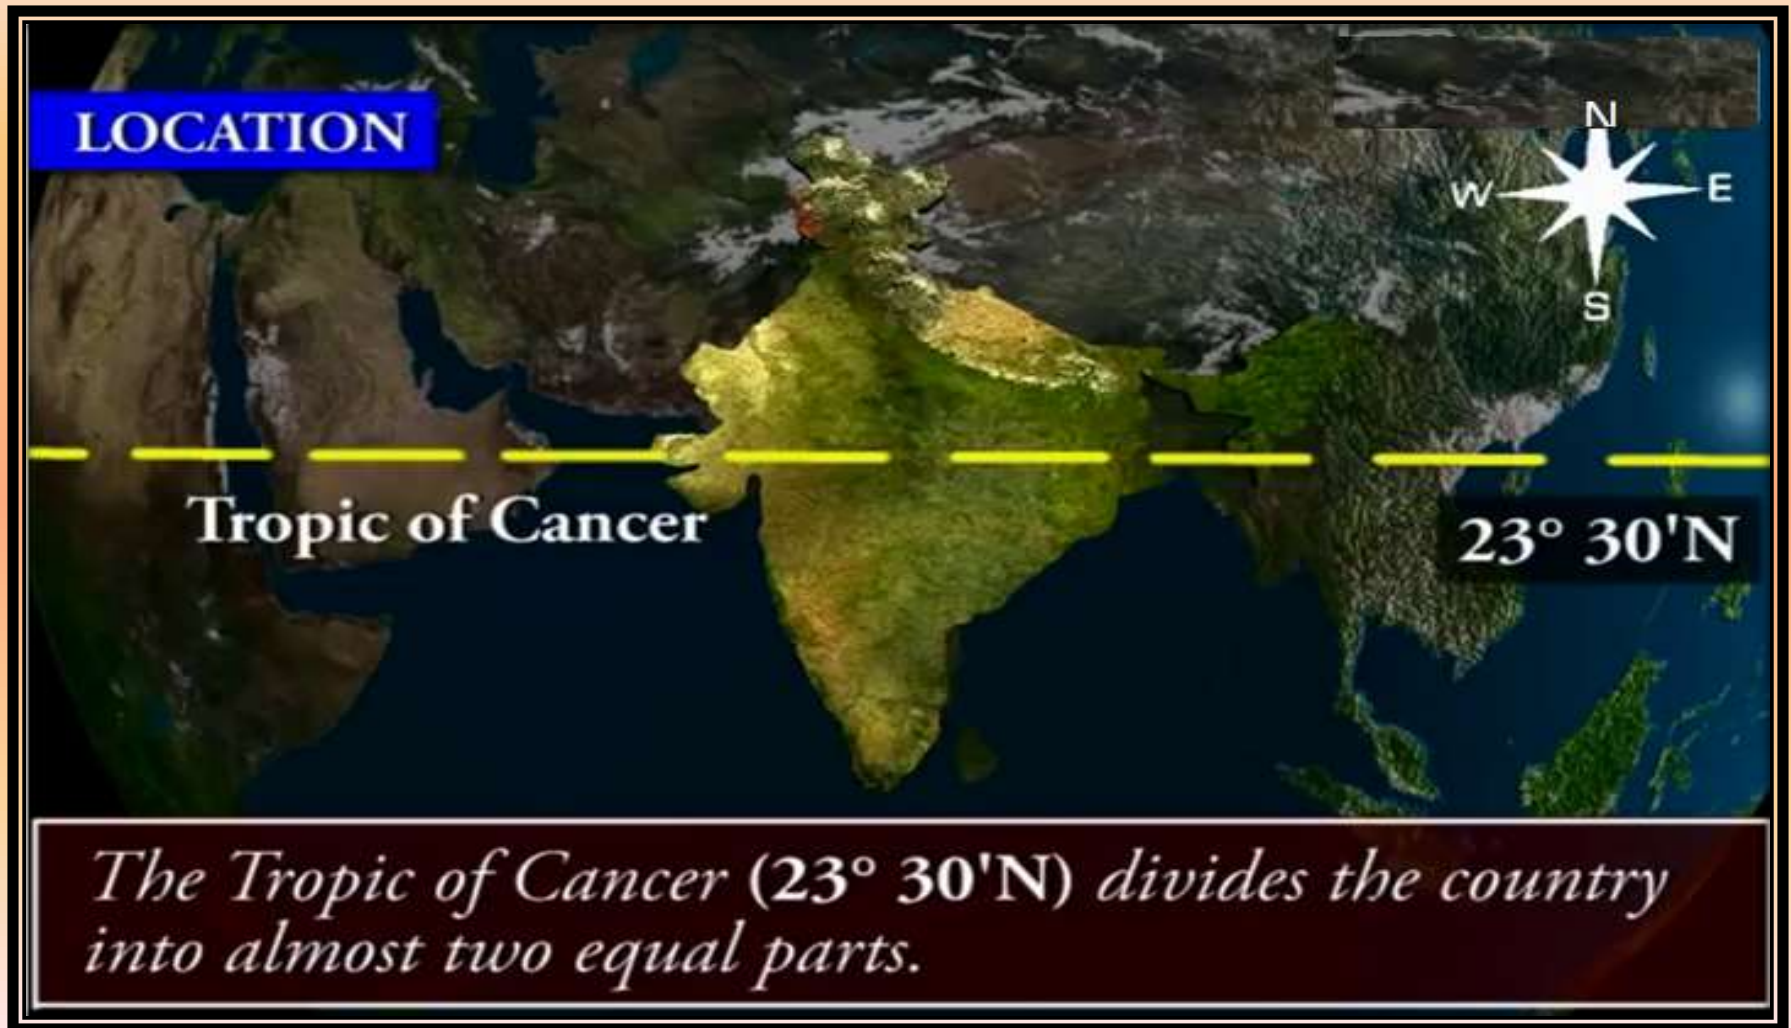 LOCATION
N
W
E
S
Tropic of Cancer
23° 30'N
The Tropic of Cancer (23° 30'N) divides the country
into almost two equal parts.